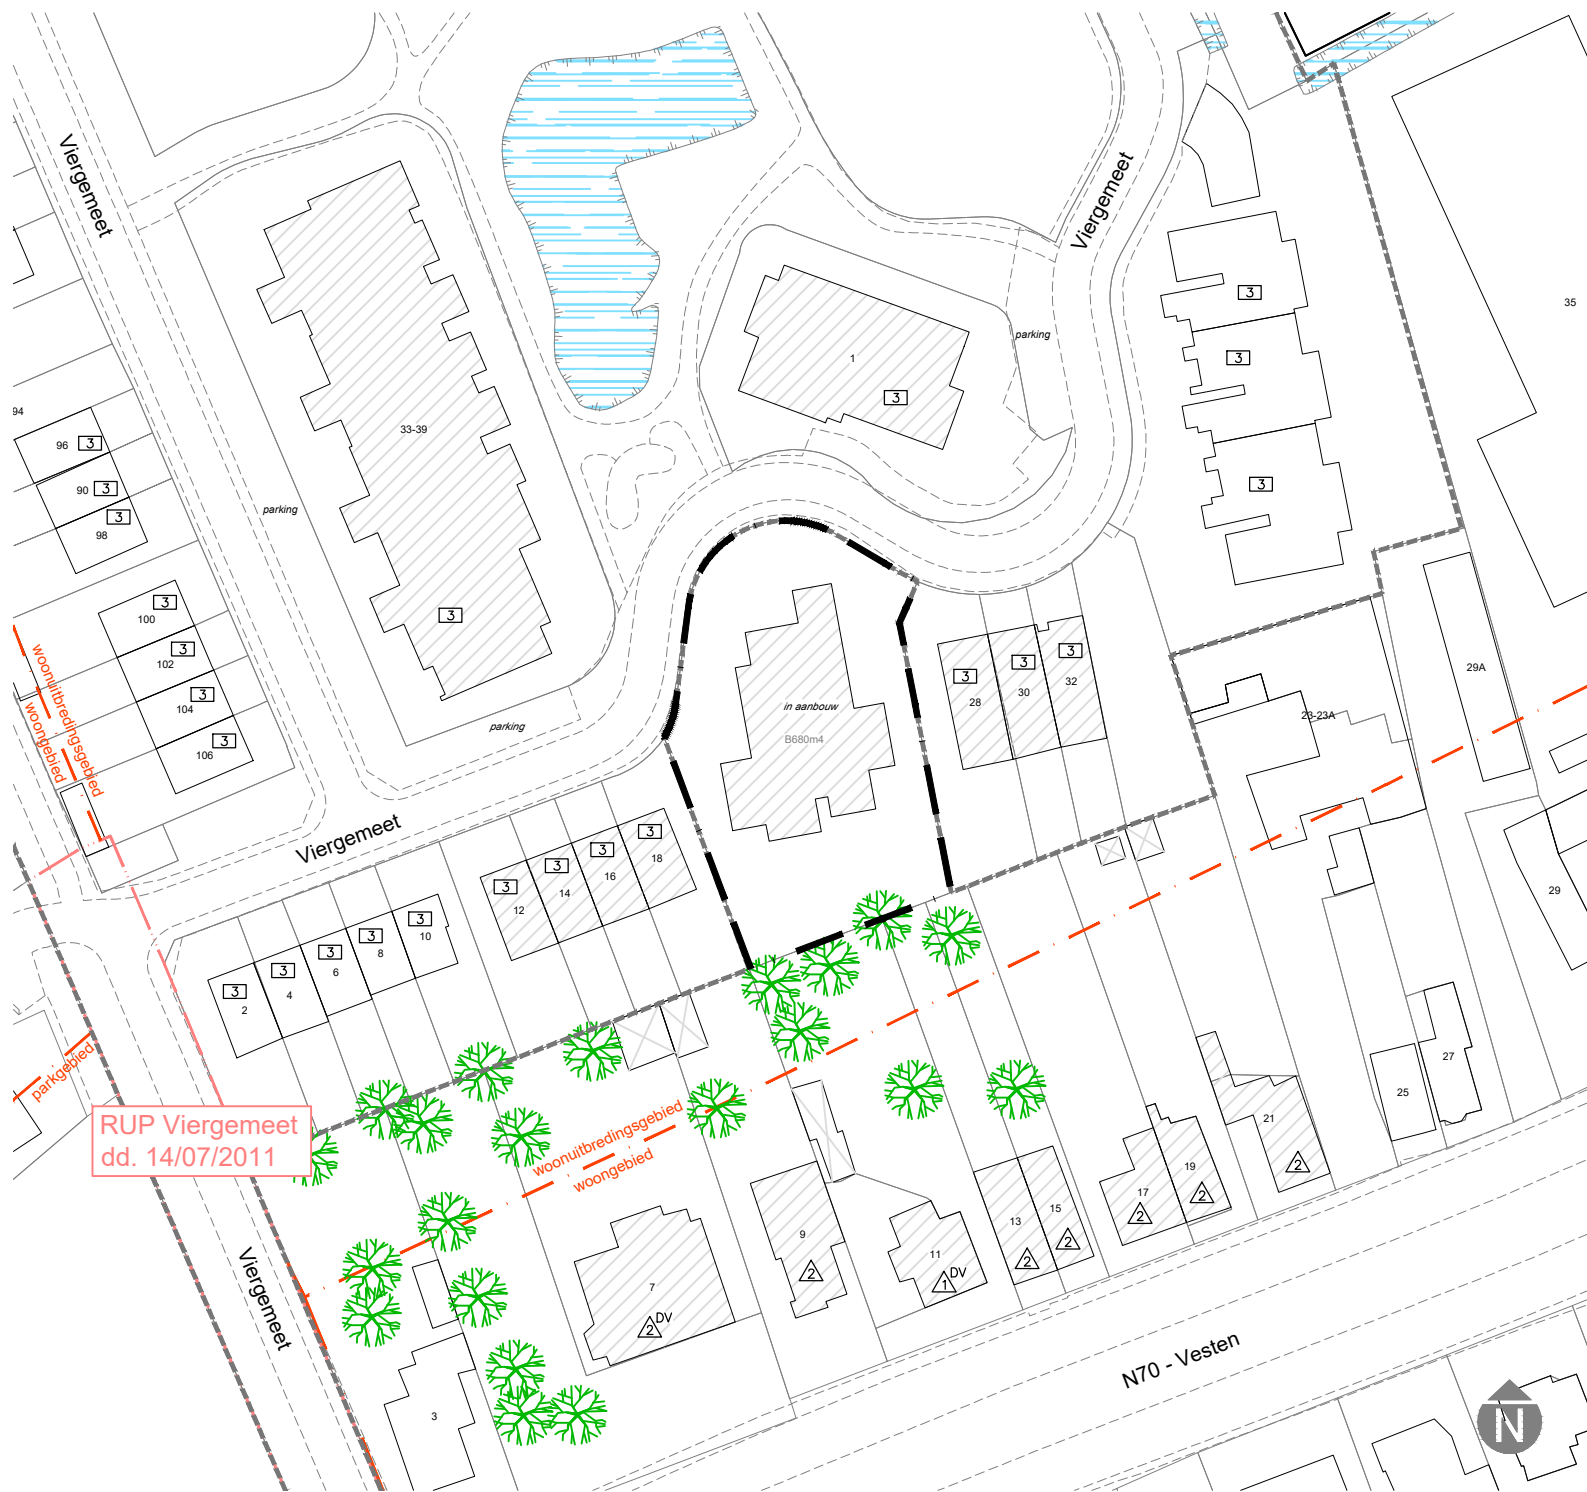 Viergemeet
Viergemeet
35
parking
3
3
3
1
3
94
96 3
90 3
3
98
33-39
parking
3
3
100
3
102
3
104
3
106
woonuitbredingsgebied
woongebied
parking
in aanbouw
B680m4
3
28
3
30
3
32
23-23A
29A
29
Viergemeet
3
12
3
14
3
16
3
18
3
2
3
4
3
6
3
8
3
10
parkgebied
RUP Viergemeet
dd. 14/07/2011
woonuitbredingsgebied
woongebied
27
25
21
2
19
2
17
2
15
2
13
2
11
1 DV
9
2
7
2 DV
3
Viergemeet
N70 - Vesten
N